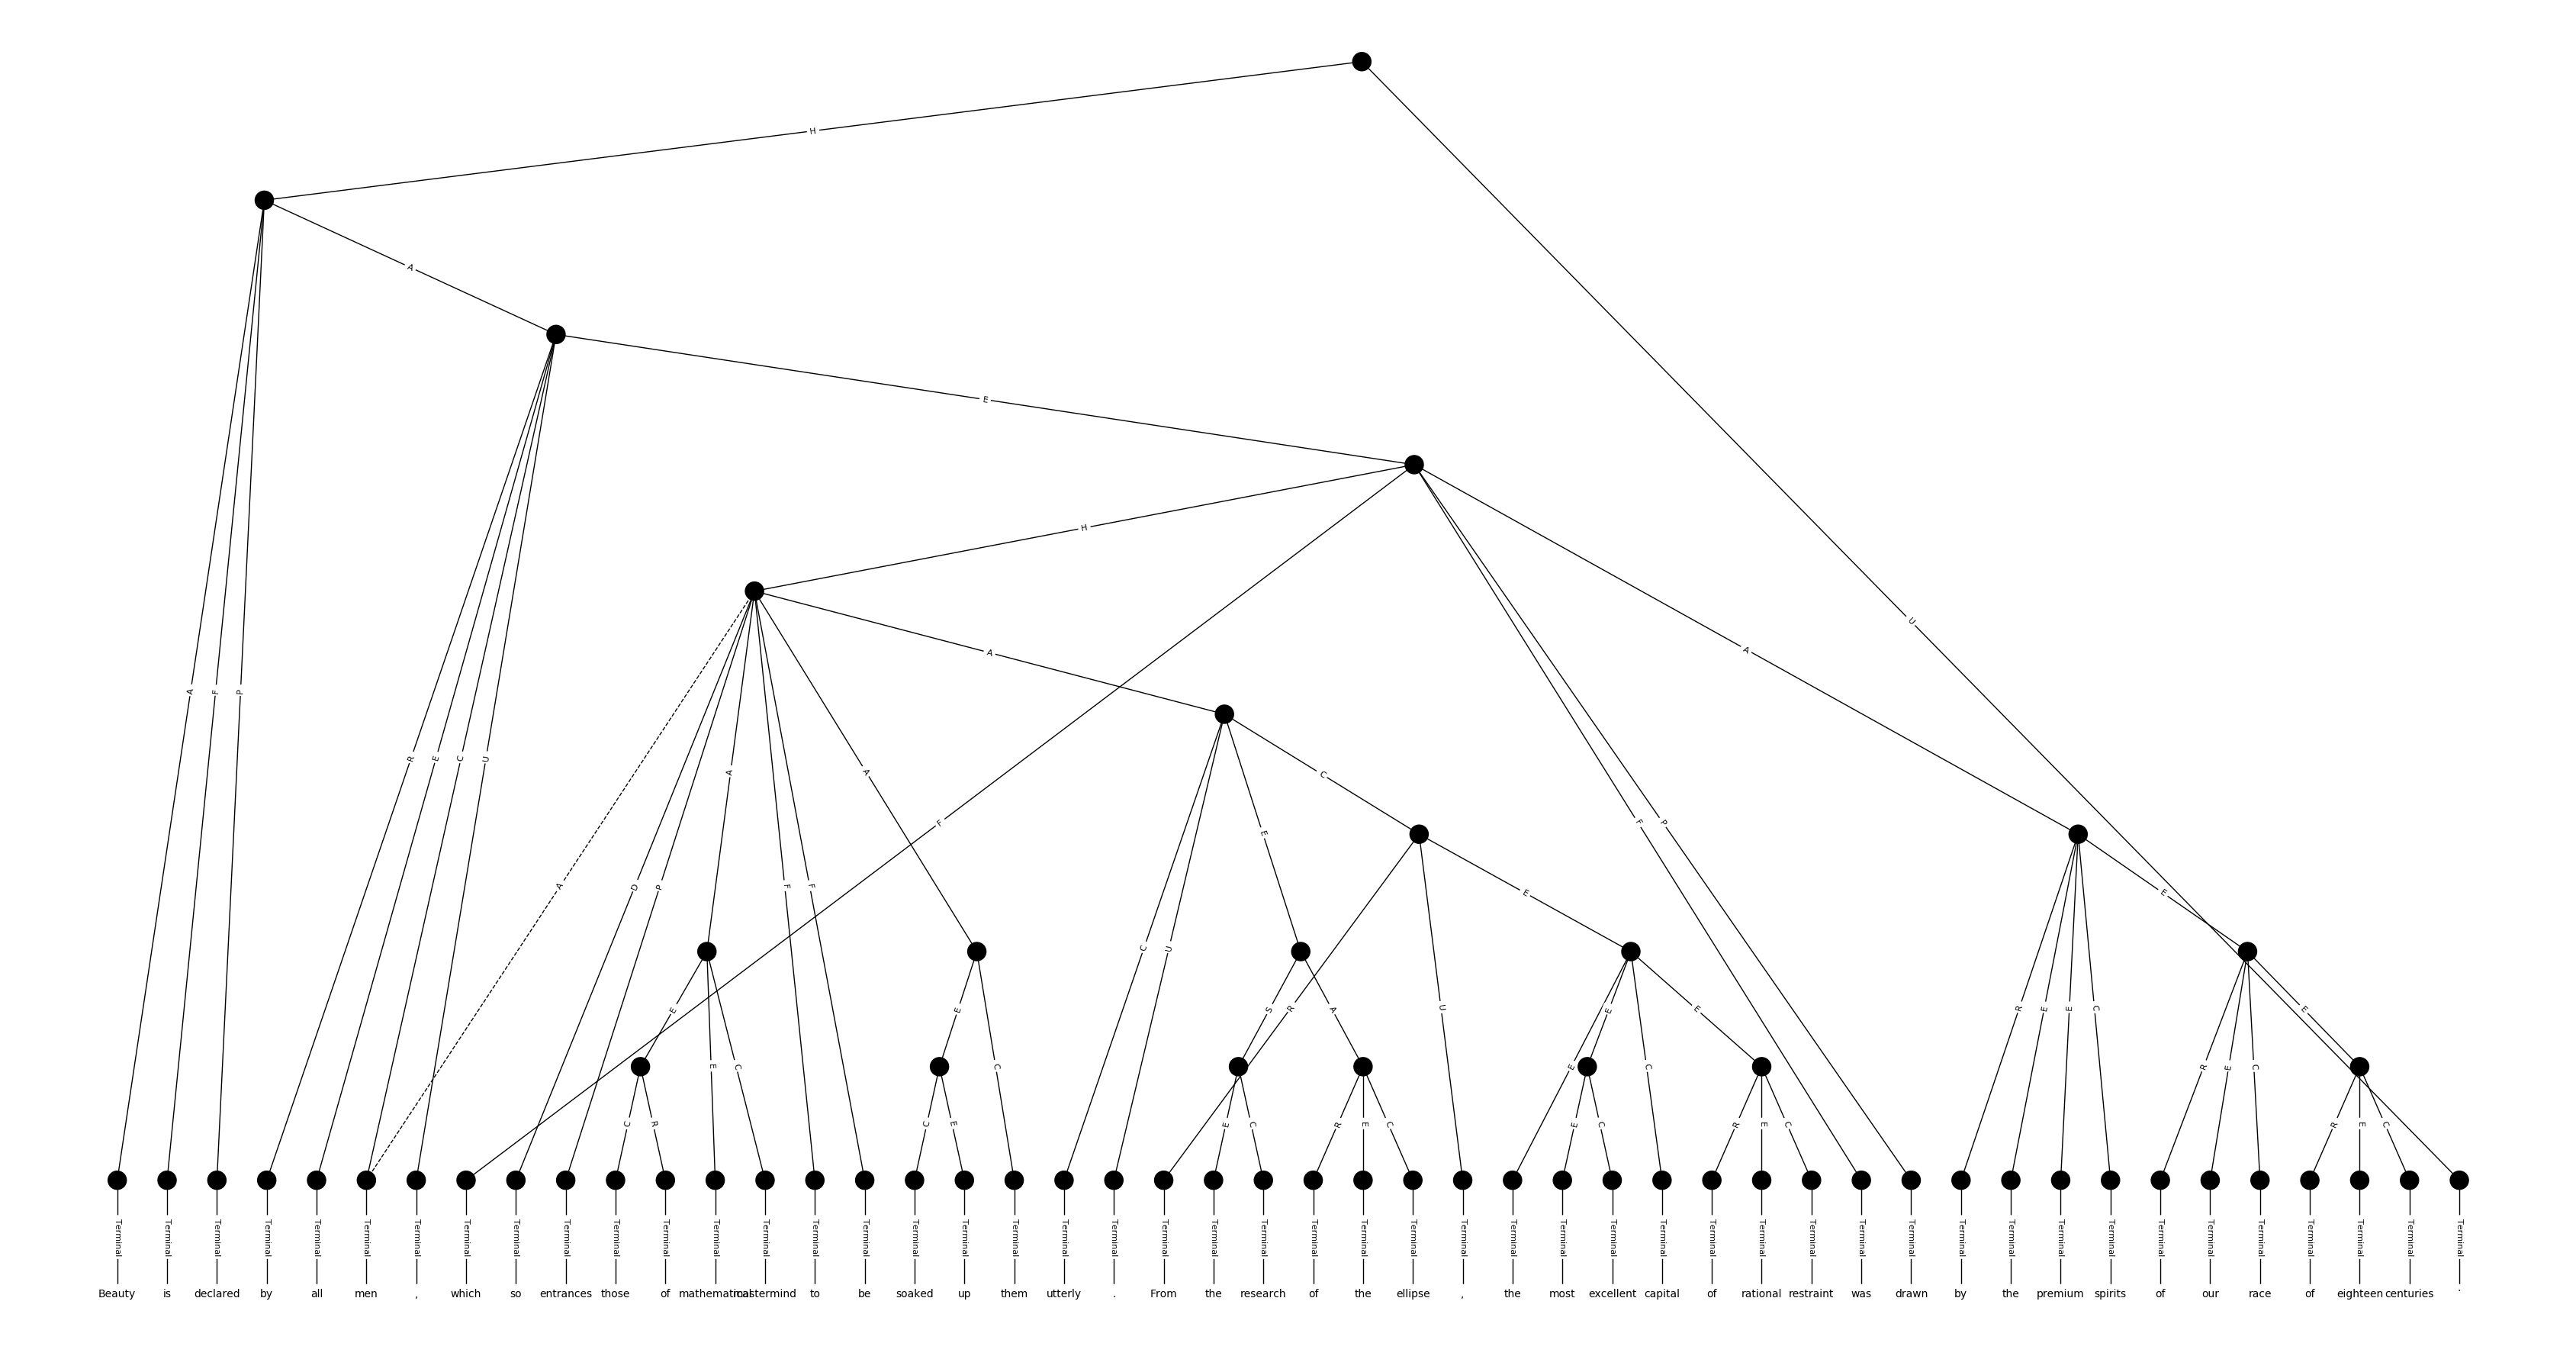 H
A
E
H
U
A A
A F P
R E C U A A C
F E F P
A D P F F E E
C U
E E S R A U E E R E E C E
E C C E C R E C
C R C E E C R E C E C R E C R E C
Terminal Terminal Terminal Terminal Terminal Terminal Terminal Terminal Terminal Terminal Terminal Terminal Terminal Terminal Terminal Terminal Terminal Terminal Terminal Terminal Terminal Terminal Terminal Terminal Terminal Terminal Terminal Terminal Terminal Terminal Terminal Terminal Terminal Terminal Terminal Terminal Terminal Terminal Terminal Terminal Terminal Terminal Terminal Terminal Terminal Terminal Terminal Terminal
Beauty is declared by all men , which so entrances those of mathematical mastermind to be soaked up them utterly . From the research of the ellipse , the most excellent capital of rational restraint was drawn by the premium spirits of our race of eighteen centuries .